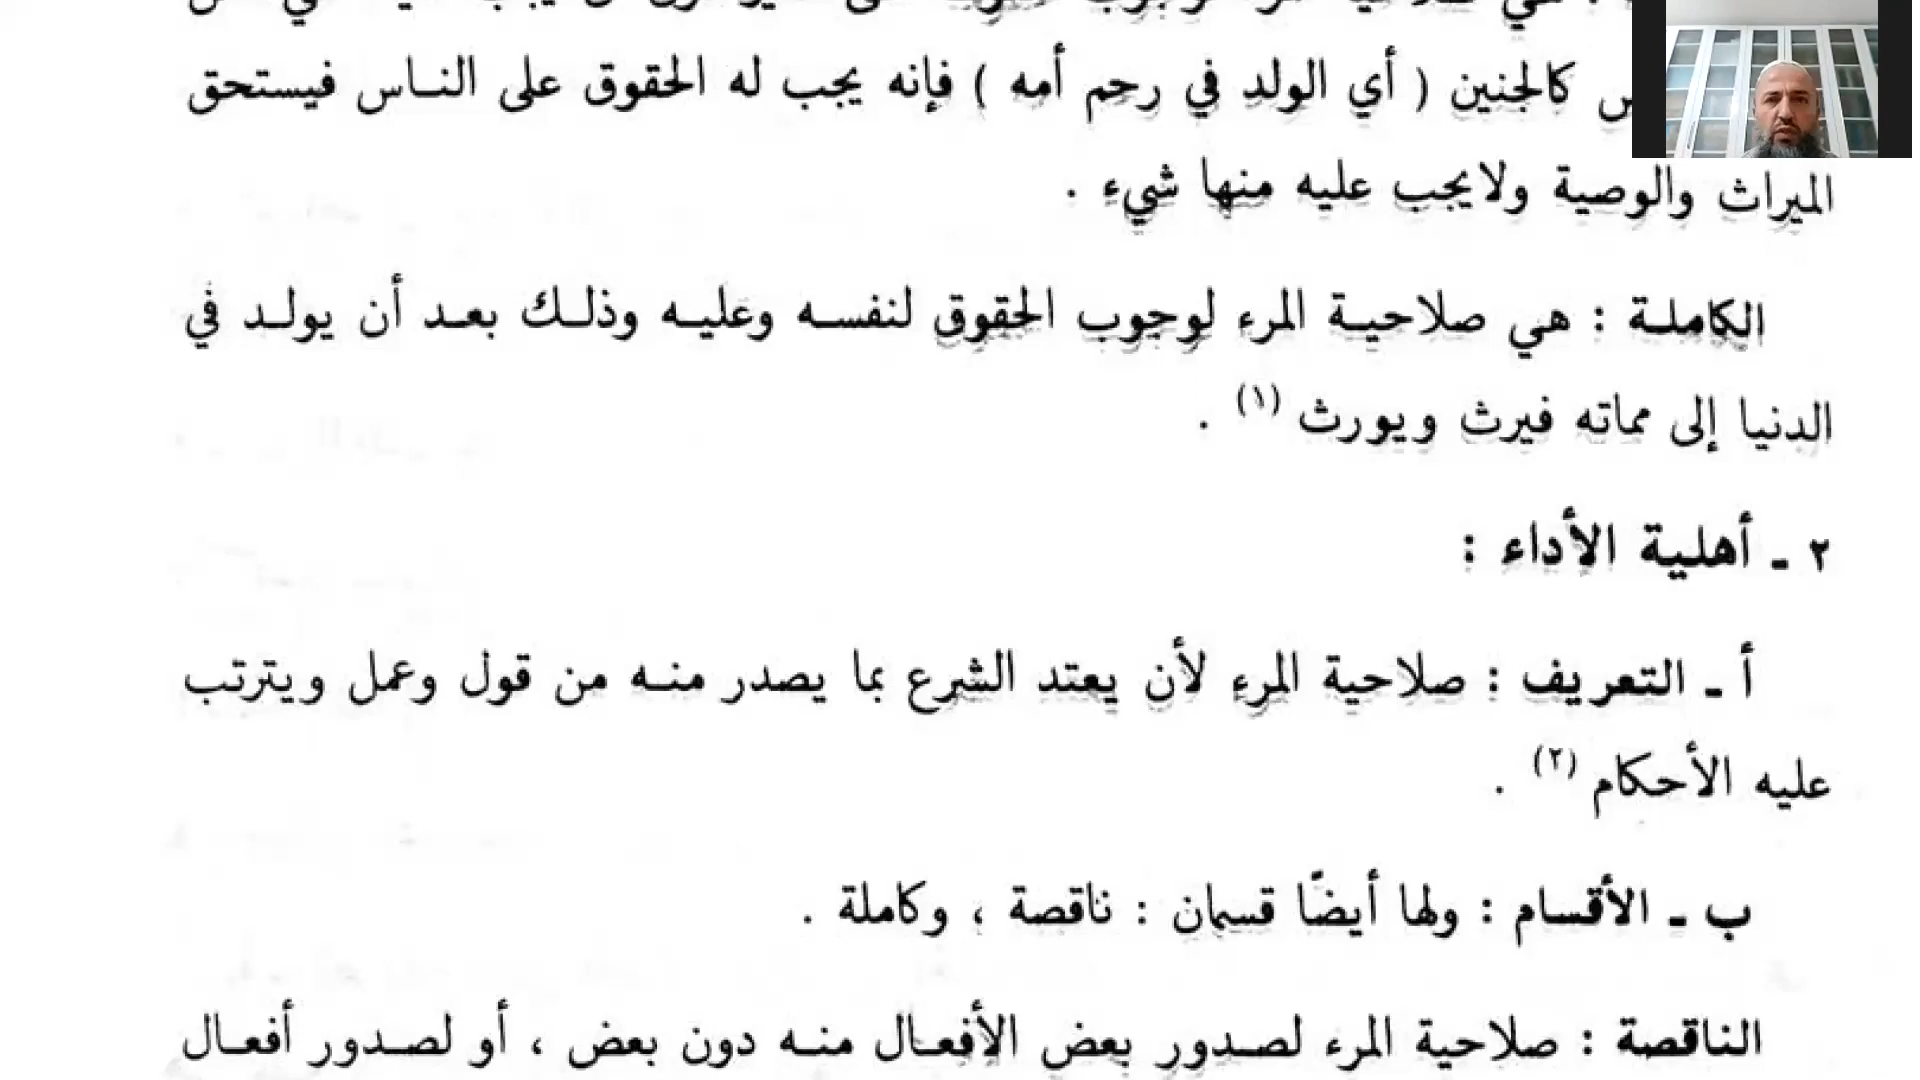 كالجنين ( أي الولد في رحم أمه ) فإنه يجب له الحقوق على الناس فيستحق
الميراث والوصية ولايجب عليه منها شيء .
الكاملة : هي صلاحية المرء لوجوب الحقوق لنفسه وعليه وذلك بعد أن يولد في
الدنيا إلى مماته فيرث ويورث (١) .
٢ ـ أهلية الأداء :
أ ـ التعريف : صلاحية المرء لأن يعتد الشرع بما يصدر منه من قول وعمل ويترتب
عليه الأحكام (٢) .
ب ـ الأقسام : ولها أيضًا قسمان : ناقصة ، وكاملة .
الناقصة : صلاحية المرء لصدور بعض الأفعال منه دون بعض ، أو لصدور أفعال